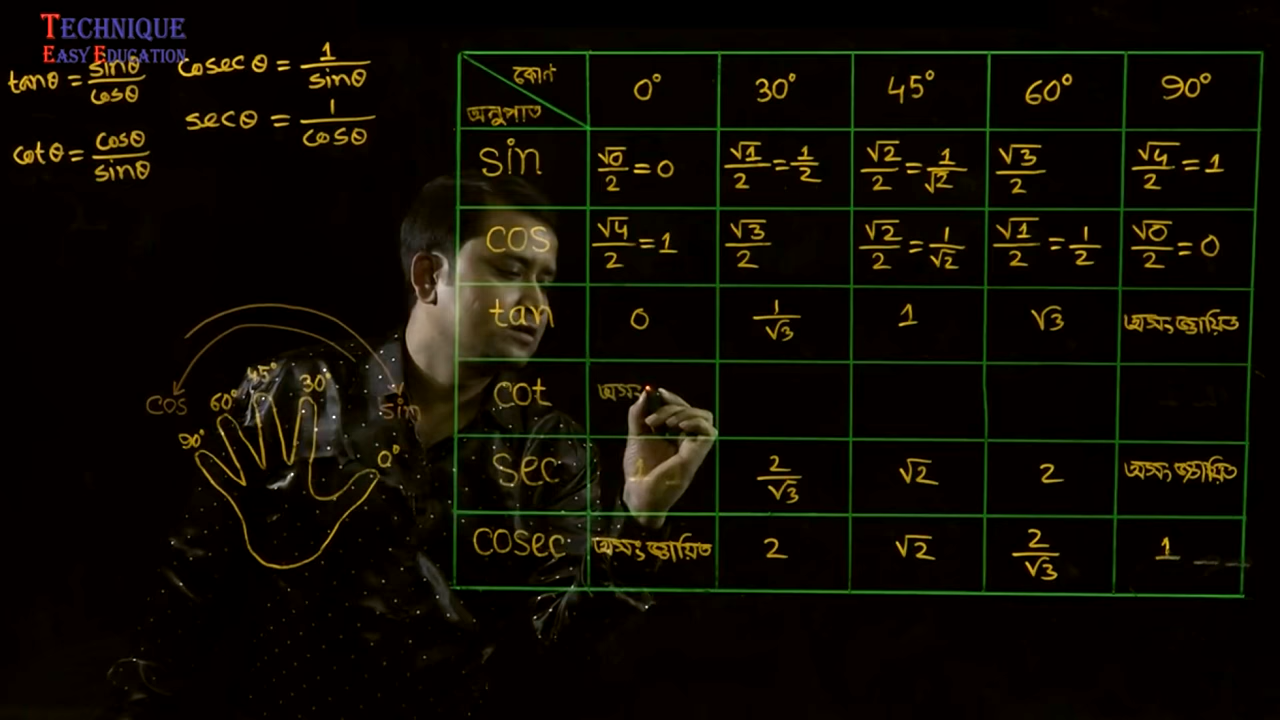 TECHNIQUE
EASY EDUCATION
tanθ = sinθ/cosθ
cosecθ = 1/sinθ
secθ = 1/cosθ
cotθ = cosθ/sinθ
কোণ
অনুপাত
0° 30° 45° 60° 90°
sin √0/2=0 √1/2=1/2 √2/2=1/√2 √3/2 √4/2=1
cos √4/2=1 √3/2 √2/2=1/√2 √1/2=1/2 √0/2=0
tan 0 1/√3 1 √3 অসংজ্ঞায়িত
cot অসং
sec 1 2/√3 √2 2 অসংজ্ঞায়িত
cosec অসংজ্ঞায়িত 2 √2 2/√3 1
cos sin
90° 60° 45° 30° 0°